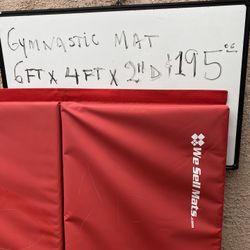 GYMNASTIC MAT
6FT X 4FT X 2"D $195.00
We Sell Mats.com